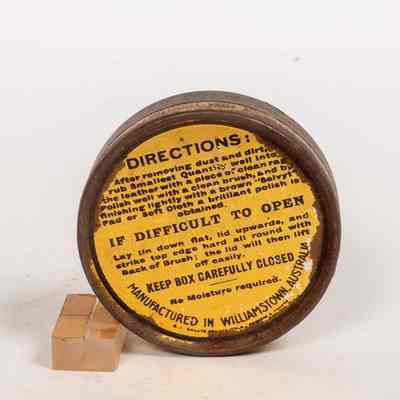 DIRECTIONS:
After removing dust and dirt,
rub Smallest Quantity well into
the leather with a piece of clean rag.
Polish well with a clean brush, and by
finishing lightly with a brown "Selvyt"
Pad or Soft Cloth a brilliant polish is
obtained.
IF DIFFICULT TO OPEN
Lay tin down flat, lid upwards, and
strike top edge hard all round with
Back of Brush; the lid will then lift
off easily.
KEEP BOX CAREFULLY CLOSED
No Moisture required.
MANUFACTURED IN WILLIAMSTOWN, AUSTRALIA